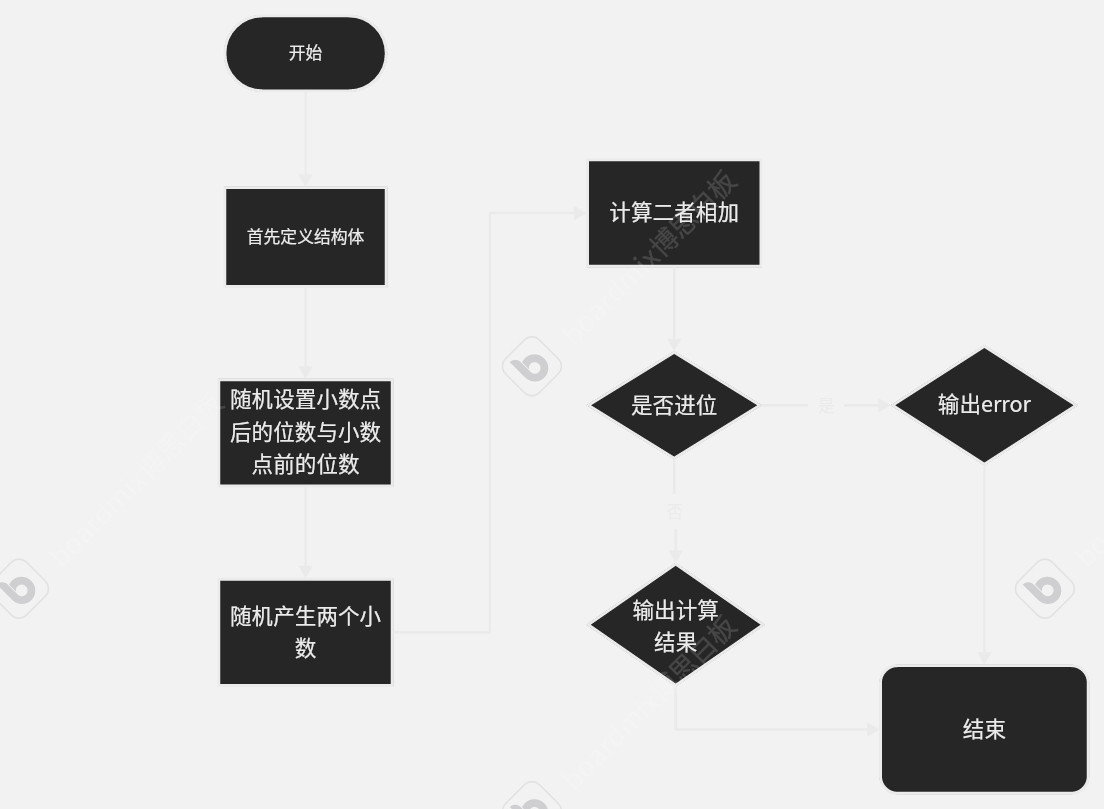 开始
首先定义结构体
随机设置小数点
后的位数与小数
点前的位数
随机产生两个小
数
计算二者相加
是否进位
是
输出error
否
输出计算
结果
结束